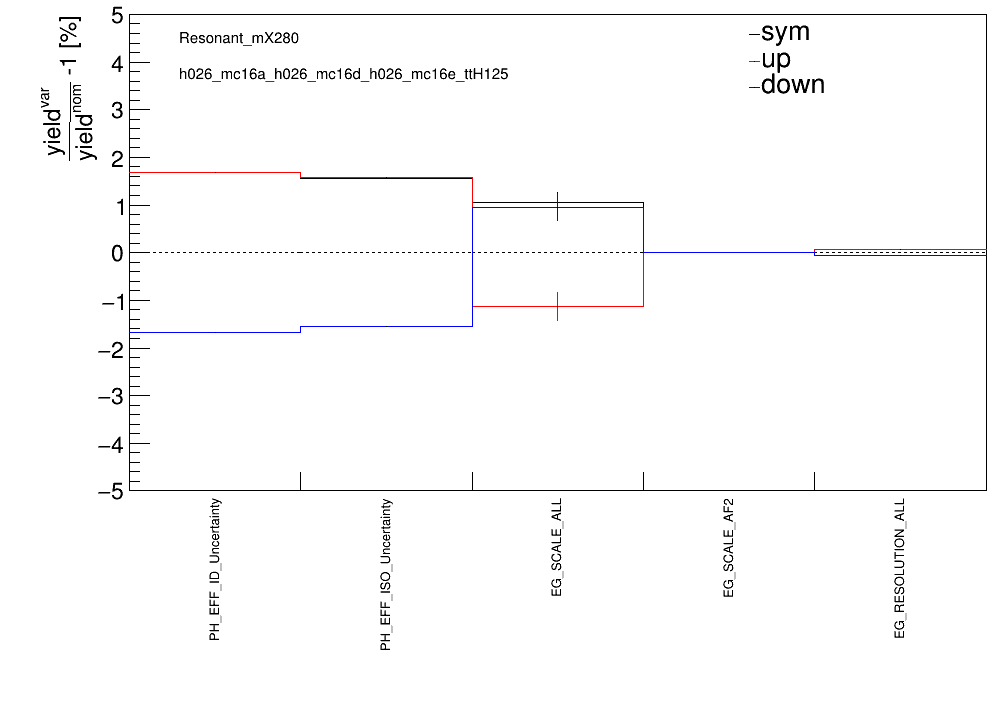 yield^var
yield^nom -1 [%]
5
4
3
2
1
0
−1
−2
−3
−4
−5
Resonant_mX280
h026_mc16a_h026_mc16d_h026_mc16e_ttH125
sym
up
down
PH_EFF_ID_Uncertainty
PH_EFF_ISO_Uncertainty
EG_SCALE_ALL
EG_SCALE_AF2
EG_RESOLUTION_ALL